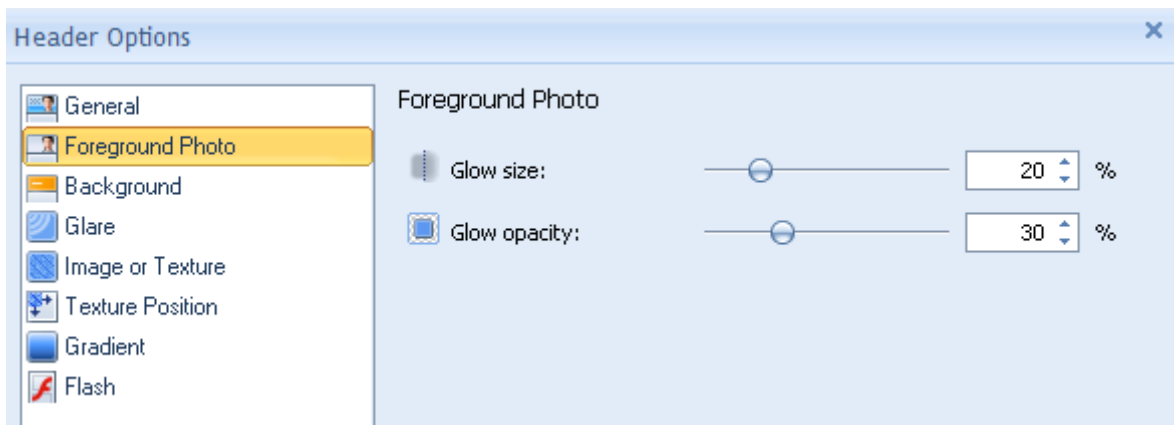 Header Options
General
Foreground Photo
Background
Glare
Image or Texture
Texture Position
Gradient
Flash
Foreground Photo
Glow size: 20 %
Glow opacity: 30 %